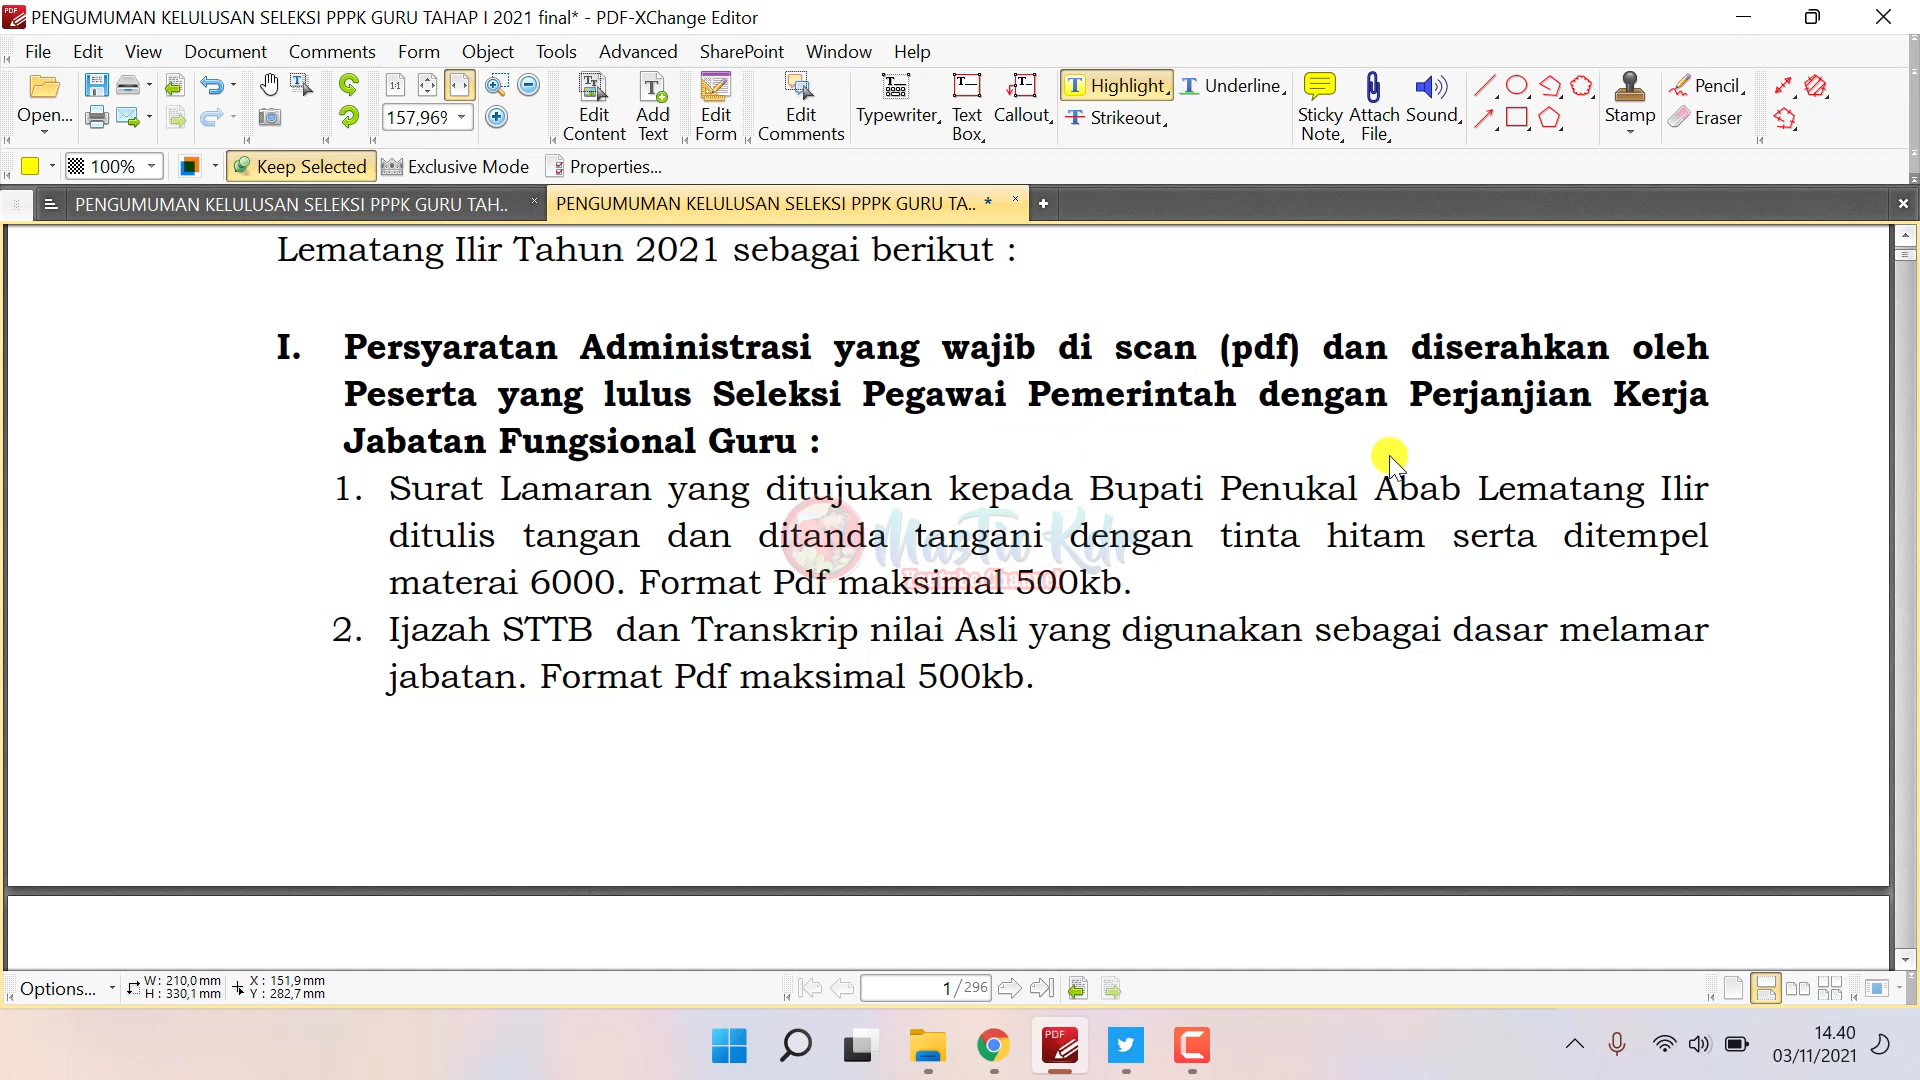 PENGUMUMAN KELULUSAN SELEKSI PPPK GURU TAHAP I 2021 final* - PDF-XChange Editor
File Edit View Document Comments Form Object Tools Advanced SharePoint Window Help
Open...
157,96%
Edit Content
Add Text
Edit Form
Edit Comments
Typewriter
Text Box
Callout
Highlight
Underline
Strikeout
Sticky Note
Attach File
Sound
Stamp
Pencil
Eraser
100%
Keep Selected
Exclusive Mode
Properties...
PENGUMUMAN KELULUSAN SELEKSI PPPK GURU TAH..
PENGUMUMAN KELULUSAN SELEKSI PPPK GURU TA.. *
Lematang Ilir Tahun 2021 sebagai berikut :
I. Persyaratan Administrasi yang wajib di scan (pdf) dan diserahkan oleh
Peserta yang lulus Seleksi Pegawai Pemerintah dengan Perjanjian Kerja
Jabatan Fungsional Guru :
1. Surat Lamaran yang ditujukan kepada Bupati Penukal Abab Lematang Ilir
ditulis tangan dan ditanda tangani dengan tinta hitam serta ditempel
materai 6000. Format Pdf maksimal 500kb.
2. Ijazah STTB dan Transkrip nilai Asli yang digunakan sebagai dasar melamar
jabatan. Format Pdf maksimal 500kb.
Options...
W: 210,0 mm
H: 330,1 mm
X: 151,9 mm
Y: 282,7 mm
1 / 296
14.40
03/11/2021